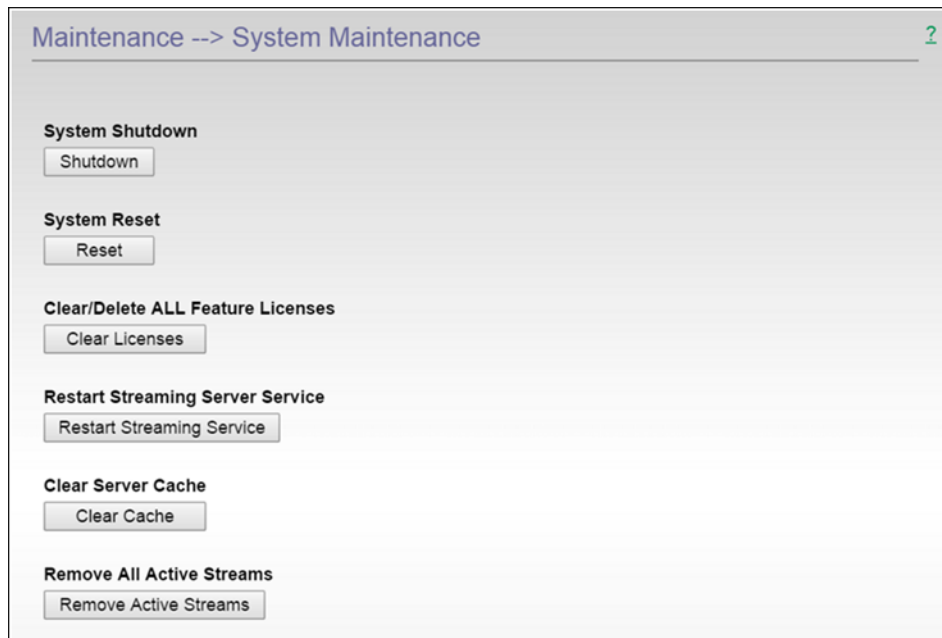 Maintenance --> System Maintenance
?
System Shutdown
Shutdown
System Reset
Reset
Clear/Delete ALL Feature Licenses
Clear Licenses
Restart Streaming Server Service
Restart Streaming Service
Clear Server Cache
Clear Cache
Remove All Active Streams
Remove Active Streams